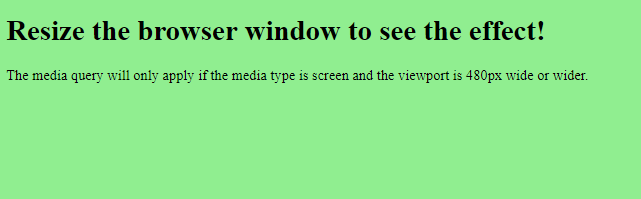 Resize the browser window to see the effect!
The media query will only apply if the media type is screen and the viewport is 480px wide or wider.